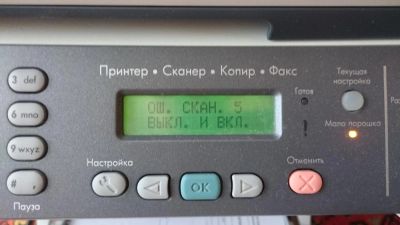 Принтер • Сканер • Копир • Факс
Текущая
настройка
Готов
3 def
6 mno
9 wxyz
# ,
Пауза
ОШ. СКАН. 5
ВЫКЛ. И ВКЛ.
!
Мало порошка
Настройка
OK
Отменить